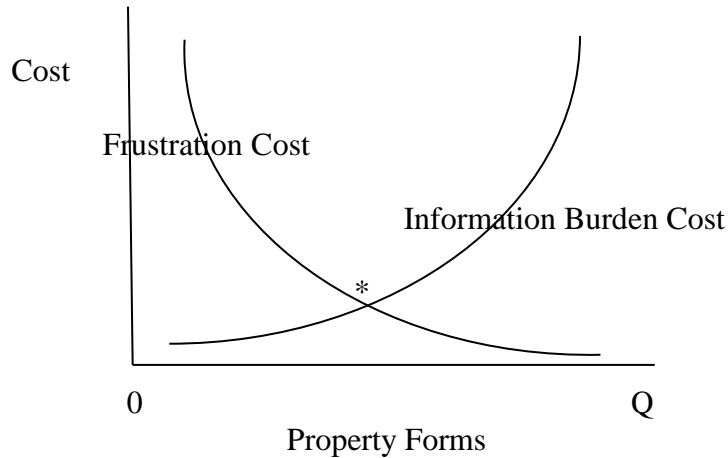 Cost
Frustration Cost
Information Burden Cost
*
0
Q
Property Forms